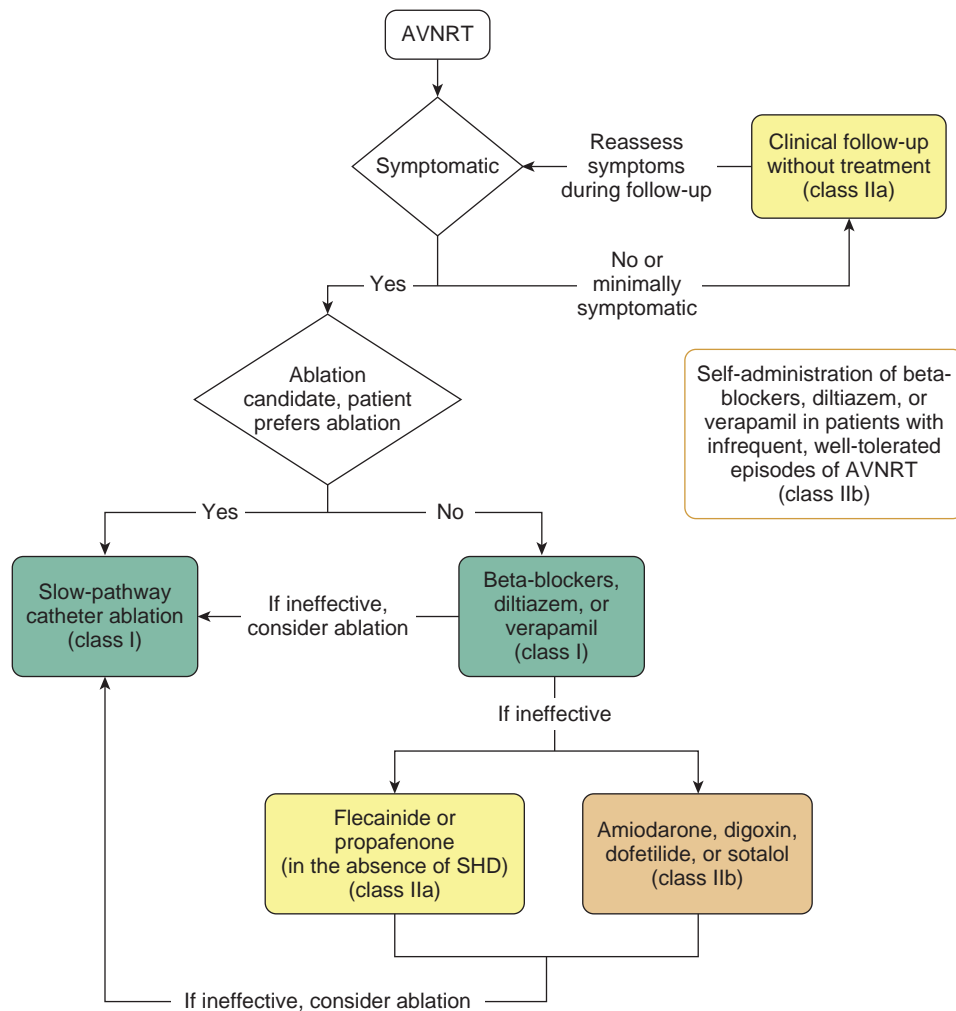 AVNRT
Symptomatic
Reassess
symptoms
during follow-up
Clinical follow-up
without treatment
(class IIa)
Yes
No or
minimally
symptomatic
Ablation
candidate, patient
prefers ablation
Self-administration of beta-
blockers, diltiazem, or
verapamil in patients with
infrequent, well-tolerated
episodes of AVNRT
(class IIb)
Yes
No
Slow-pathway
catheter ablation
(class I)
If ineffective,
consider ablation
Beta-blockers,
diltiazem, or
verapamil
(class I)
If ineffective
Flecainide or
propafenone
(in the absence of SHD)
(class IIa)
Amiodarone, digoxin,
dofetilide, or sotalol
(class IIb)
If ineffective, consider ablation